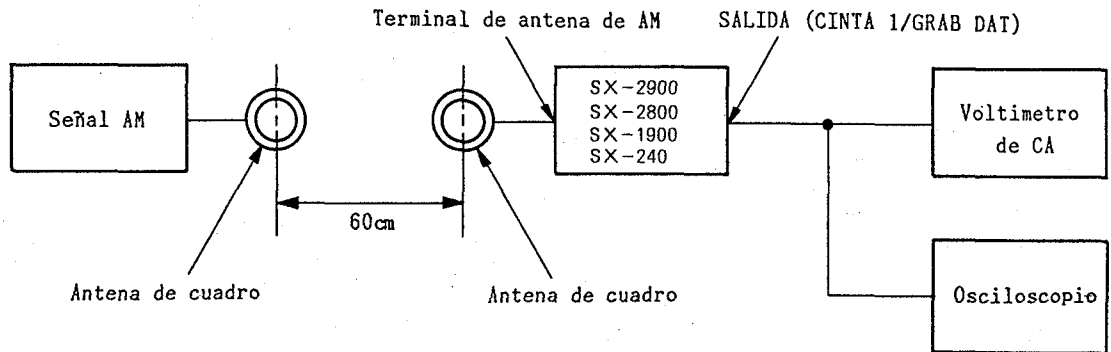 Terminal de antena de AM
SALIDA (CINTA 1/GRAB DAT)
Señal AM
SX-2900
SX-2800
SX-1900
SX-240
Voltimetro
de CA
60cm
Antena de cuadro
Antena de cuadro
Osciloscopio